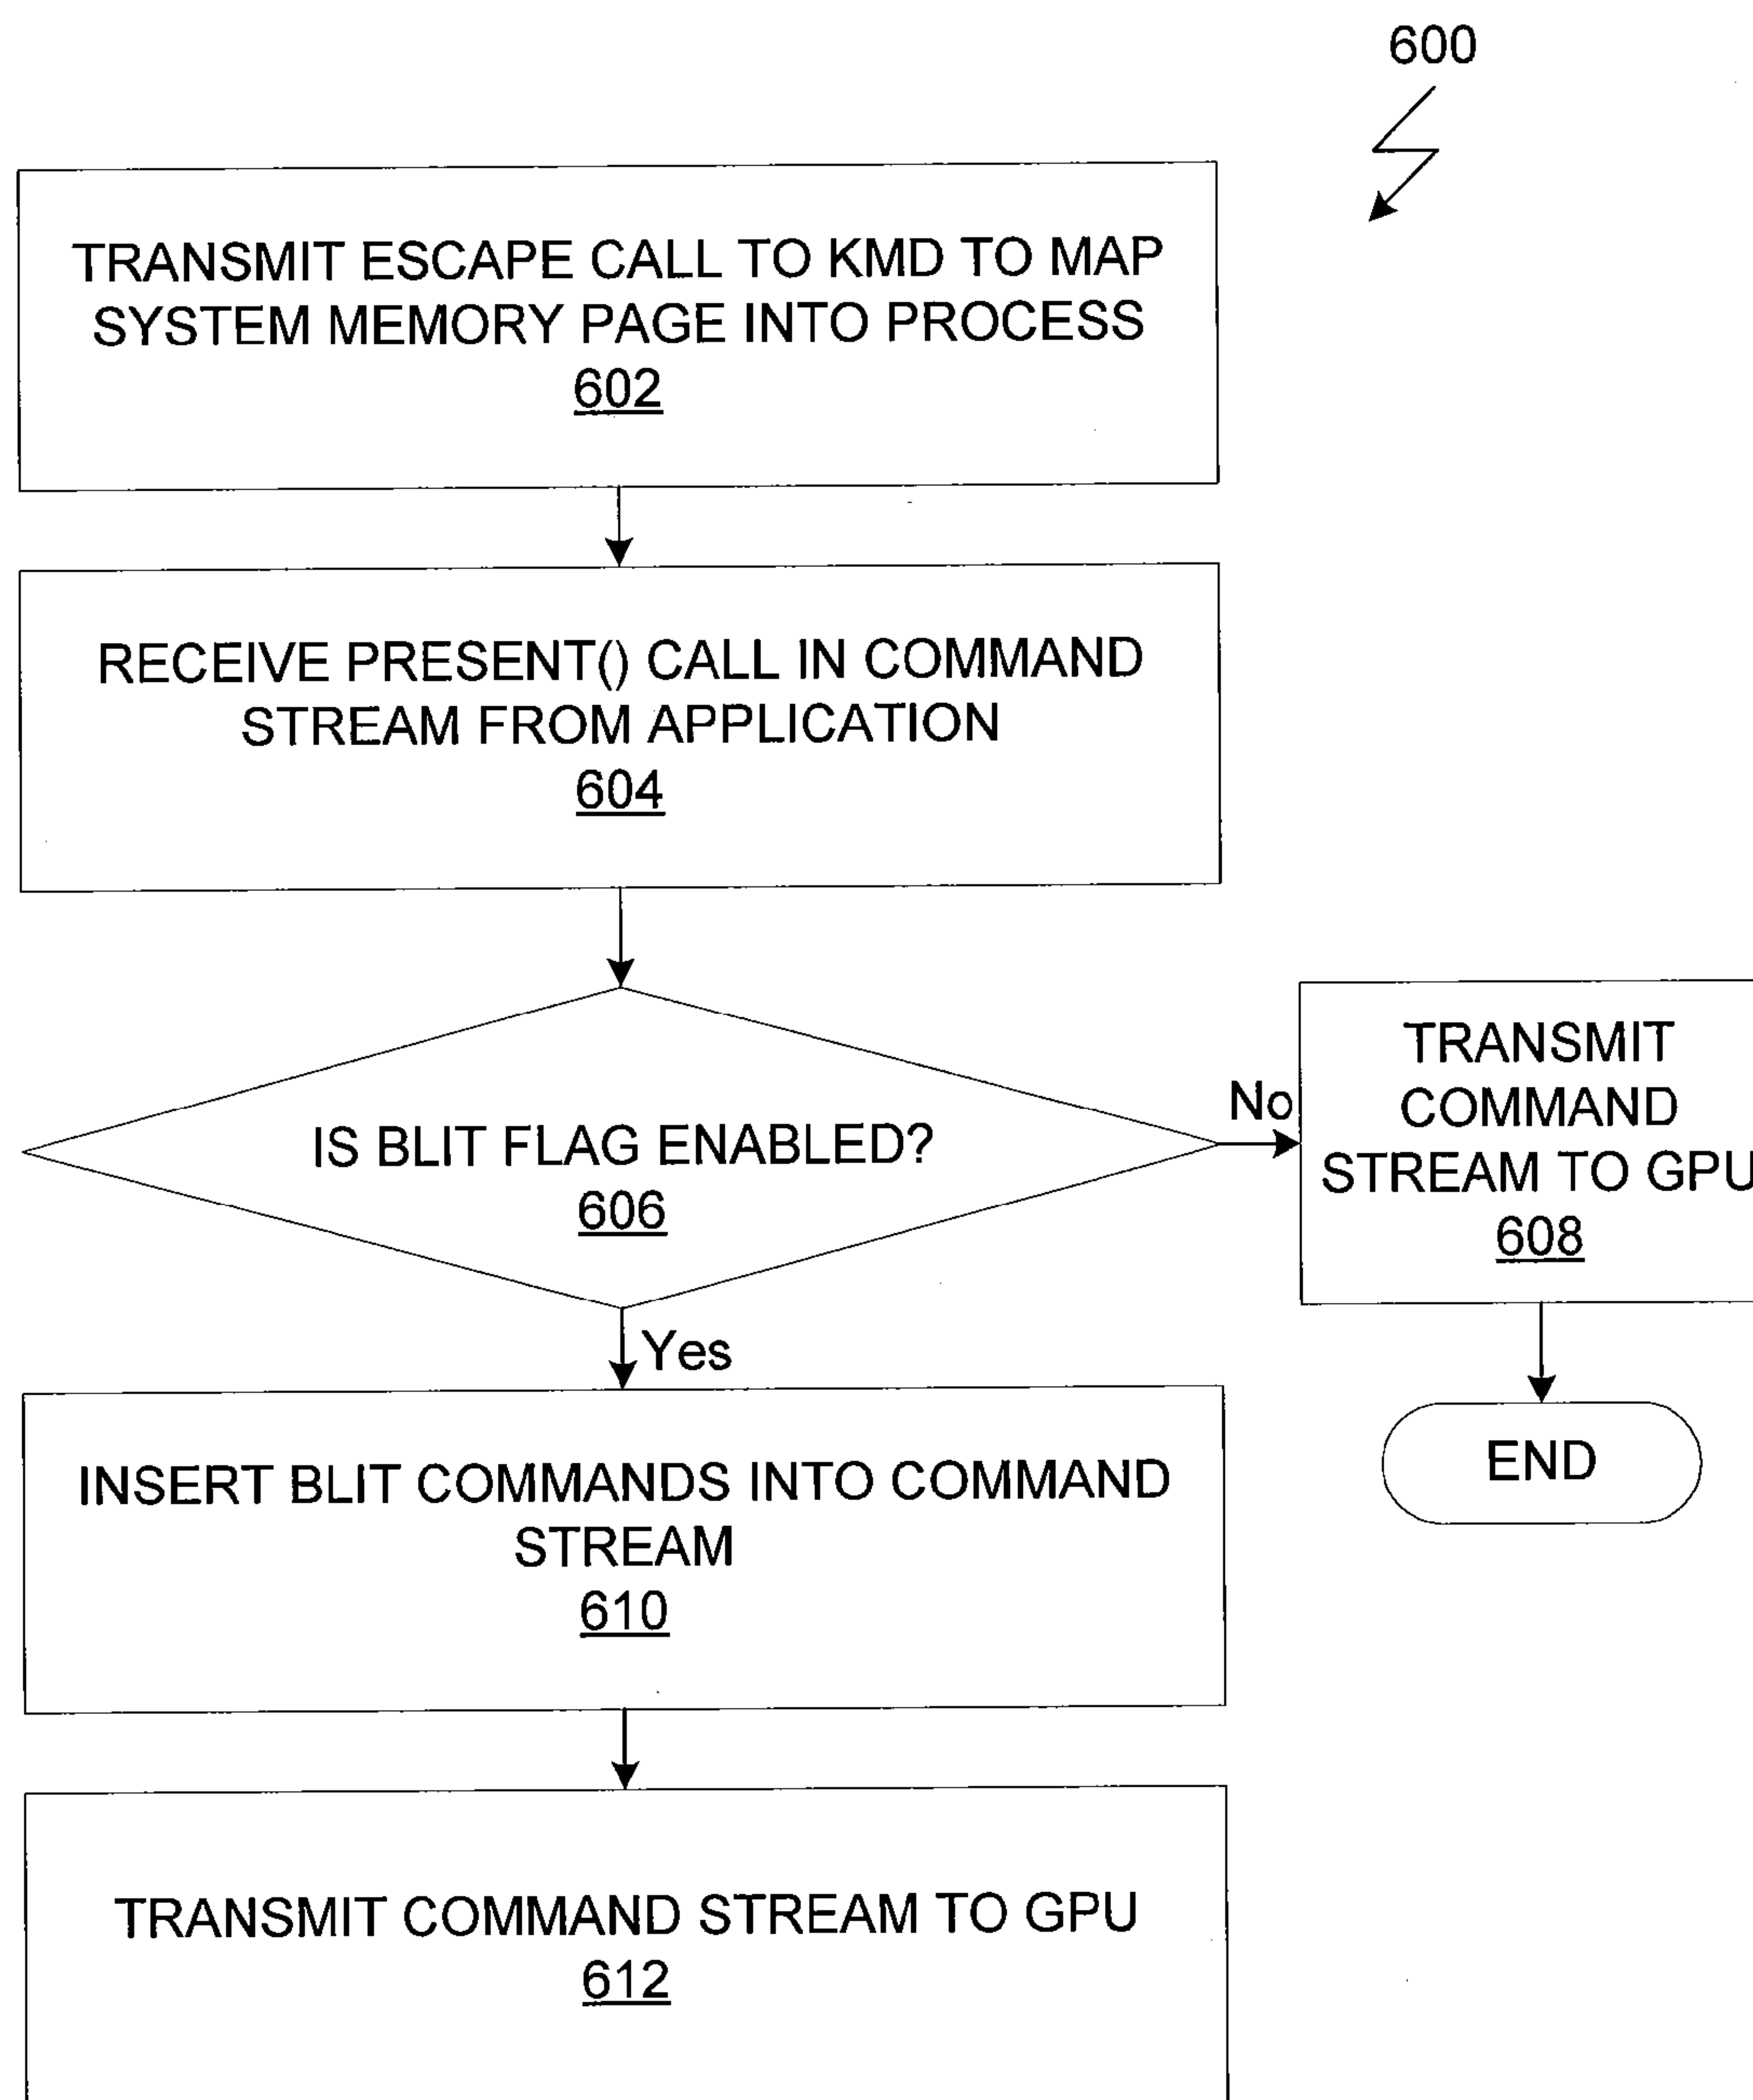 600
TRANSMIT ESCAPE CALL TO KMD TO MAP
SYSTEM MEMORY PAGE INTO PROCESS
602
RECEIVE PRESENT() CALL IN COMMAND
STREAM FROM APPLICATION
604
IS BLIT FLAG ENABLED?
606
No
TRANSMIT
COMMAND
STREAM TO GPU
608
Yes
END
INSERT BLIT COMMANDS INTO COMMAND
STREAM
610
TRANSMIT COMMAND STREAM TO GPU
612